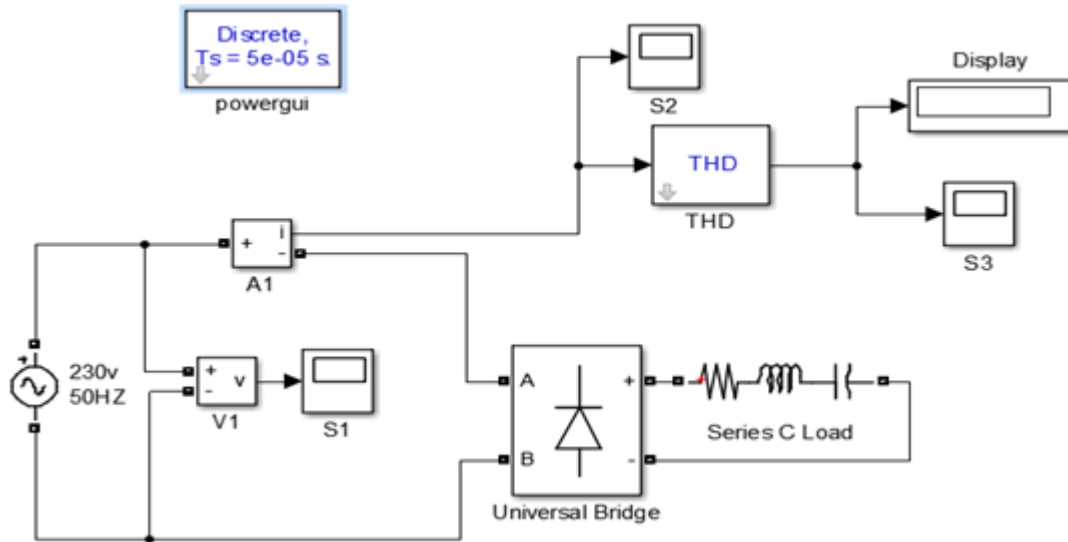 Discrete,
Ts = 5e-05 s.
powergui
S2
Display
THD
THD
S3
+
i
-
A1
+
230v
50HZ
+
-
v
V1
S1
A
B
+
-
Universal Bridge
Series C Load